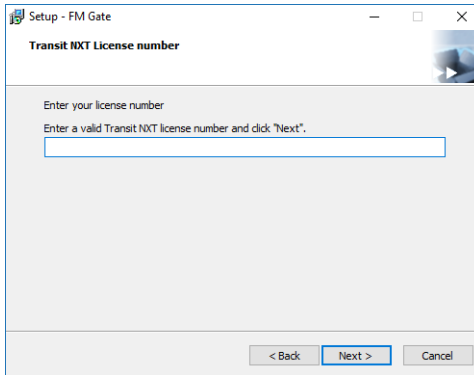 Setup - FM Gate
Transit NXT License number
Enter your license number
Enter a valid Transit NXT license number and click "Next".
< Back
Next >
Cancel